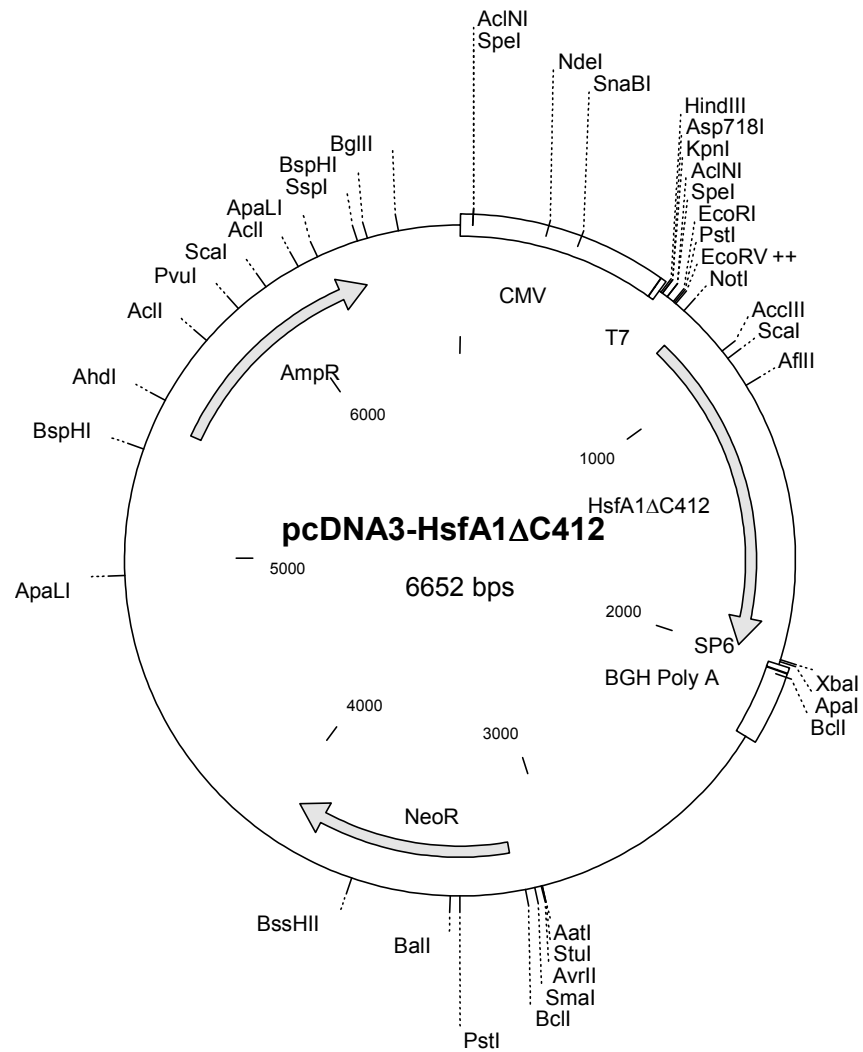 AclNI
SpeI
NdeI
SnaBI
HindIII
Asp718I
KpnI
AclNI
SpeI
EcoRI
PstI
EcoRV ++
NotI
AccIII
ScaI
AflII
BglII
BspHI
SspI
ApaLI
AclI
ScaI
PvuI
AclI
AhdI
BspHI
ApaLI
CMV
T7
AmpR
6000
1000
HsfA1ΔC412
pcDNA3-HsfA1ΔC412
5000
6652 bps
2000
SP6
BGH Poly A
XbaI
ApaI
BclI
4000
3000
NeoR
BssHII
BalI
PstI
AatI
StuI
AvrII
SmaI
BclI